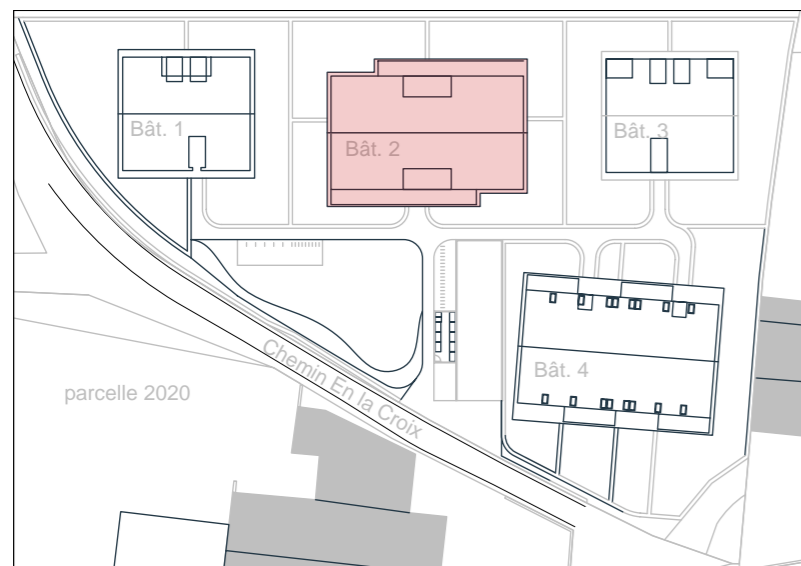 Bât. 1
Bât. 2
Bât. 3
Bât. 4
Chemin En la Croix
parcelle 2020